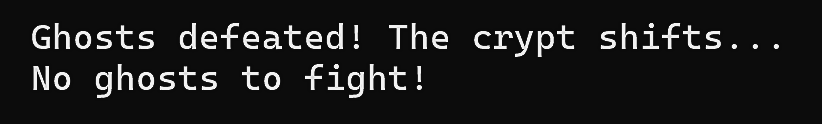 Ghosts defeated! The crypt shifts...
No ghosts to fight!